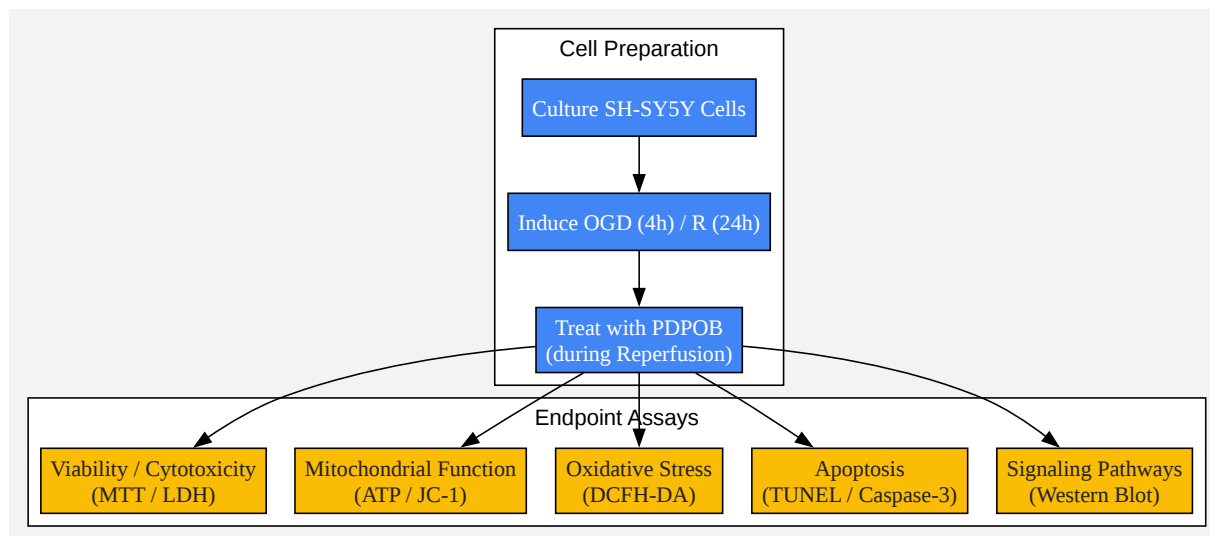 Cell Preparation
Culture SH-SY5Y Cells
Induce OGD (4h) / R (24h)
Treat with PDPOB
(during Reperfusion)
Endpoint Assays
Viability / Cytotoxicity
(MTT / LDH)
Mitochondrial Function
(ATP / JC-1)
Oxidative Stress
(DCFH-DA)
Apoptosis
(TUNEL / Caspase-3)
Signaling Pathways
(Western Blot)